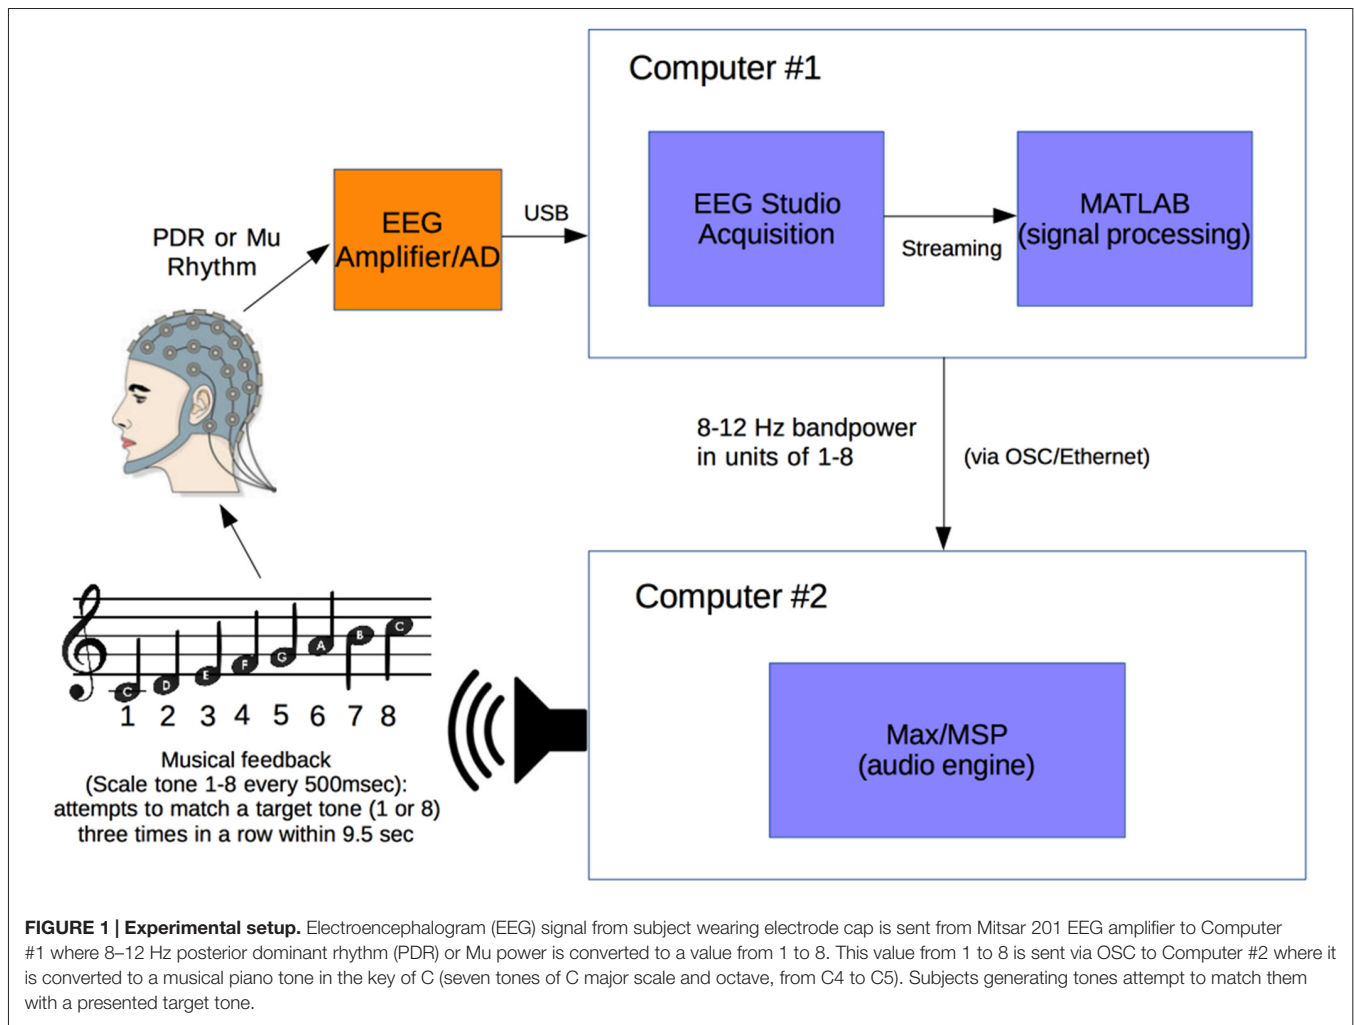 Computer #1
EEG Studio
Acquisition
Streaming
MATLAB
(signal processing)
USB
EEG
Amplifier/AD
PDR or Mu
Rhythm
8-12 Hz bandpower
in units of 1-8
(via OSC/Ethernet)
Computer #2
Max/MSP
(audio engine)
C D E F G A B C
1 2 3 4 5 6 7 8
Musical feedback
(Scale tone 1-8 every 500msec):
attempts to match a target tone (1 or 8)
three times in a row within 9.5 sec
FIGURE 1 | Experimental setup. Electroencephalogram (EEG) signal from subject wearing electrode cap is sent from Mitsar 201 EEG amplifier to Computer
#1 where 8–12 Hz posterior dominant rhythm (PDR) or Mu power is converted to a value from 1 to 8. This value from 1 to 8 is sent via OSC to Computer #2 where it
is converted to a musical piano tone in the key of C (seven tones of C major scale and octave, from C4 to C5). Subjects generating tones attempt to match them
with a presented target tone.